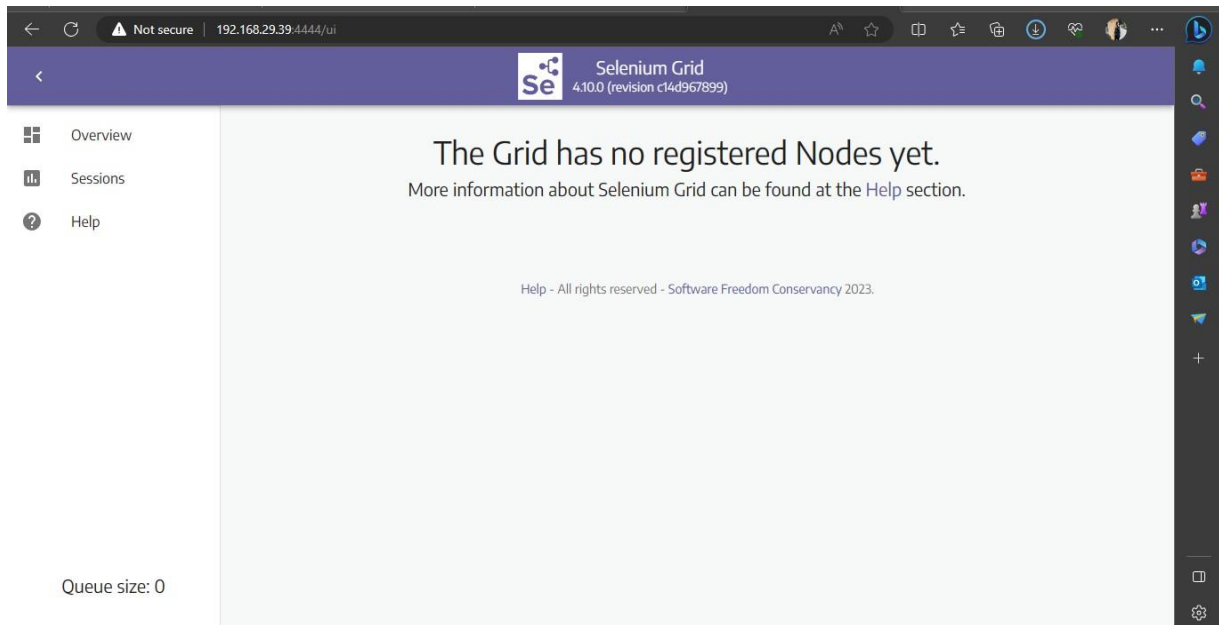 Not secure | 192.168.29.39:4444/ui
Se
Selenium Grid
4.10.0 (revision c14d967899)
Overview
Sessions
Help
The Grid has no registered Nodes yet.
More information about Selenium Grid can be found at the Help section.
Help - All rights reserved - Software Freedom Conservancy 2023.
Queue size: 0